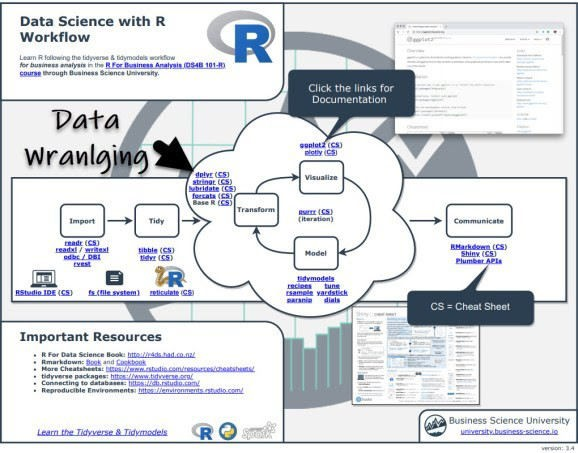 Data Science with R
Workflow
Learn R following the tidyverse & tidymodels workflow
for business analysis in the R For Business Analysis (DS4B 101-R)
course through Business Science University.
ggplot2
Overview
Click the links for
Documentation
Data
Wranlging
ggplot2 (CS)
plotly (CS)
Visualize
dplyr (CS)
stringr (CS)
lubridate (CS)
forcats (CS)
Base R (CS)
Transform
purrr (CS)
(iteration)
Model
Import
Tidy
Communicate
readr (CS)
readxl / writexl
odbc / DBI
rvest
tibble (CS)
tidyr (CS)
RMarkdown (CS)
Shiny (CS)
Plumber APIs
tidymodels
recipes tune
rsample yardstick
parsnip dials
RStudio IDE (CS)
fs (file system)
reticulate (CS)
CS = Cheat Sheet
Important Resources
• R For Data Science Book: http://r4ds.had.co.nz/
• Rmarkdown: Book and Cookbook
• More Cheatsheets: https://www.rstudio.com/resources/cheatsheets/
• tidyverse packages: https://www.tidyverse.org/
• Connecting to databases: https://db.rstudio.com/
• Reproducible Environments: https://environments.rstudio.com/
Learn the Tidyverse & Tidymodels
R
Spark
Shiny : : CHEAT SHEET
Business Science University
university.business-science.io
version: 3.4